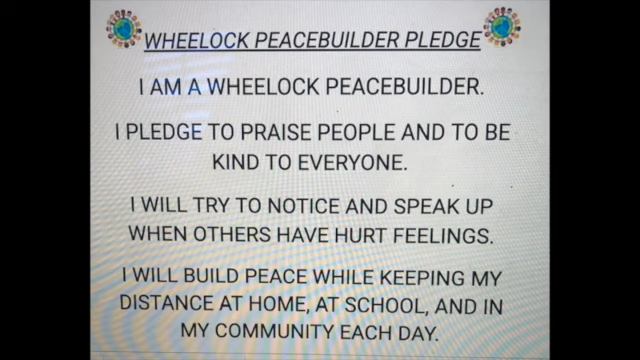 WHEELOCK PEACEBUILDER PLEDGE
I AM A WHEELOCK PEACEBUILDER.
I PLEDGE TO PRAISE PEOPLE AND TO BE
KIND TO EVERYONE.
I WILL TRY TO NOTICE AND SPEAK UP
WHEN OTHERS HAVE HURT FEELINGS.
I WILL BUILD PEACE WHILE KEEPING MY
DISTANCE AT HOME, AT SCHOOL, AND IN
MY COMMUNITY EACH DAY.